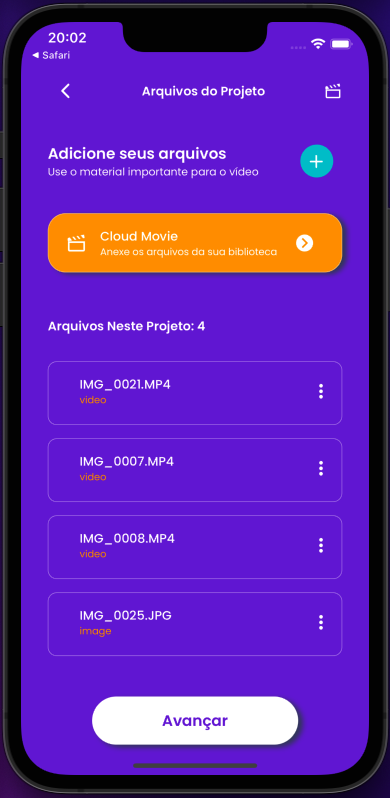 20:02
◀ Safari
Arquivos do Projeto
Adicione seus arquivos
Use o material importante para o vídeo
Cloud Movie
Anexe os arquivos da sua biblioteca
Arquivos Neste Projeto: 4
IMG_0021.MP4
video
IMG_0007.MP4
video
IMG_0008.MP4
video
IMG_0025.JPG
image
Avançar